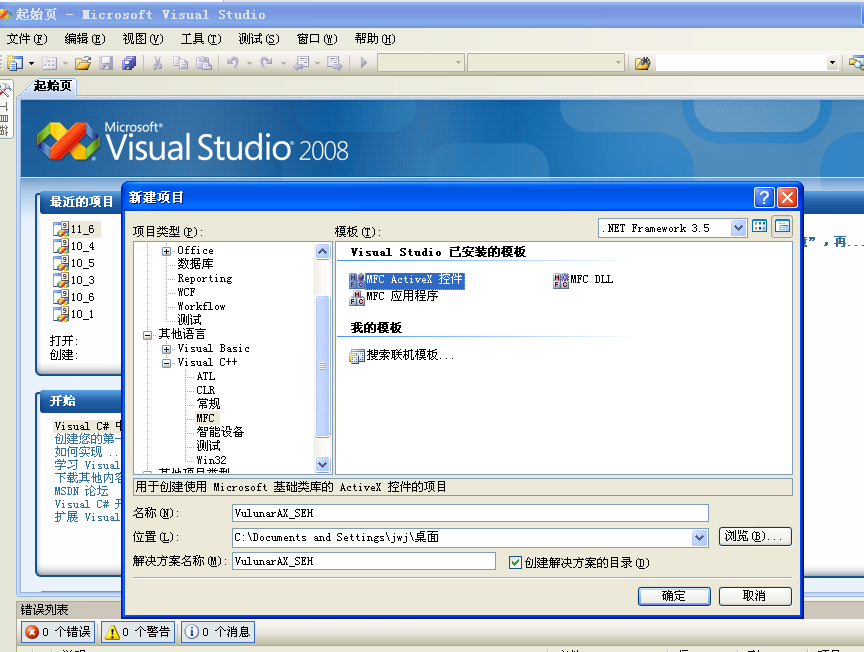 起始页 - Microsoft Visual Studio
文件(F) 编辑(E) 视图(V) 工具(T) 测试(S) 窗口(W) 帮助(H)
起始页
Microsoft®
Visual Studio® 2008
最近的项目
11_6
10_4
10_5
10_3
10_6
10_1
打开:
创建:
开始
Visual C#
创建您的第一
如何实现 ...
学习 Visual
下载其他内容
MSDN 论坛
Visual C# 开
扩展 Visual
新建项目
项目类型(P):
Office
数据库
Reporting
WCF
Workflow
测试
其他语言
Visual Basic
Visual C++
ATL
CLR
常规
MFC
智能设备
测试
Win32
其他项目类型
模板(T):
.NET Framework 3.5
Visual Studio 已安装的模板
MFC ActiveX 控件
MFC DLL
MFC 应用程序
我的模板
搜索联机模板...
用于创建使用 Microsoft 基础类库的 ActiveX 控件的项目
名称(N): VulunarAX_SEH
位置(L): C:\Documents and Settings\jwj\桌面 浏览(B)...
解决方案名称(M): VulunarAX_SEH 创建解决方案的目录(D)
确定 取消
”，再...
错误列表
0 个错误 0 个警告 0 个消息